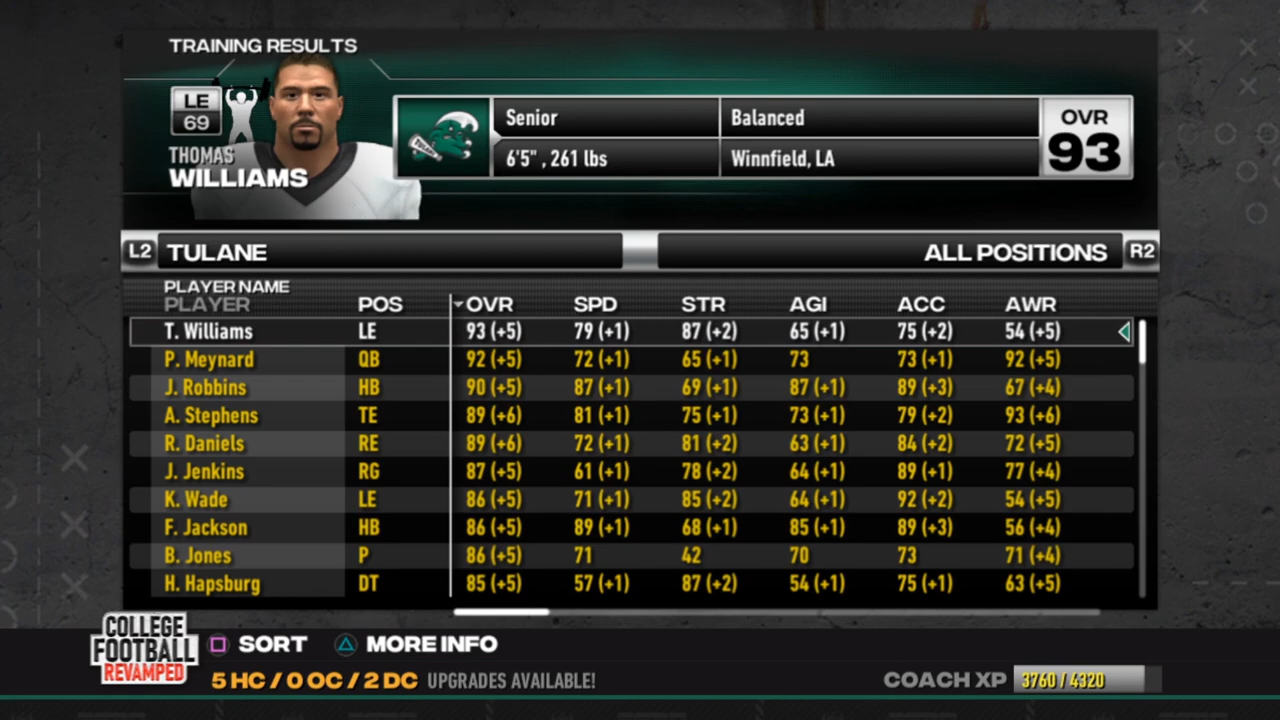 TRAINING RESULTS
LE
69
THOMAS
WILLIAMS
TULANE
Senior
Balanced
6'5" , 261 lbs
Winnfield, LA
OVR
93
L2 TULANE ALL POSITIONS R2
PLAYER NAME
PLAYER POS OVR SPD STR AGI ACC AWR
T. Williams LE 93 (+5) 79 (+1) 87 (+2) 65 (+1) 75 (+2) 54 (+5)
P. Meynard QB 92 (+5) 72 (+1) 65 (+1) 73 73 (+1) 92 (+5)
J. Robbins HB 90 (+5) 87 (+1) 69 (+1) 87 (+1) 89 (+3) 67 (+4)
A. Stephens TE 89 (+6) 81 (+1) 75 (+1) 73 (+1) 79 (+2) 93 (+6)
R. Daniels RE 89 (+6) 72 (+1) 81 (+2) 63 (+1) 84 (+2) 72 (+5)
J. Jenkins RG 87 (+5) 61 (+1) 78 (+2) 64 (+1) 89 (+1) 77 (+4)
K. Wade LE 86 (+5) 71 (+1) 85 (+2) 64 (+1) 92 (+2) 54 (+5)
F. Jackson HB 86 (+5) 89 (+1) 68 (+1) 85 (+1) 89 (+3) 56 (+4)
B. Jones P 86 (+5) 71 42 70 73 71 (+4)
H. Hapsburg DT 85 (+5) 57 (+1) 87 (+2) 54 (+1) 75 (+1) 63 (+5)
COLLEGE
FOOTBALL
REVAMPED
SORT MORE INFO
5 HC / 0 OC / 2 DC UPGRADES AVAILABLE!
COACH XP 3760 / 4320